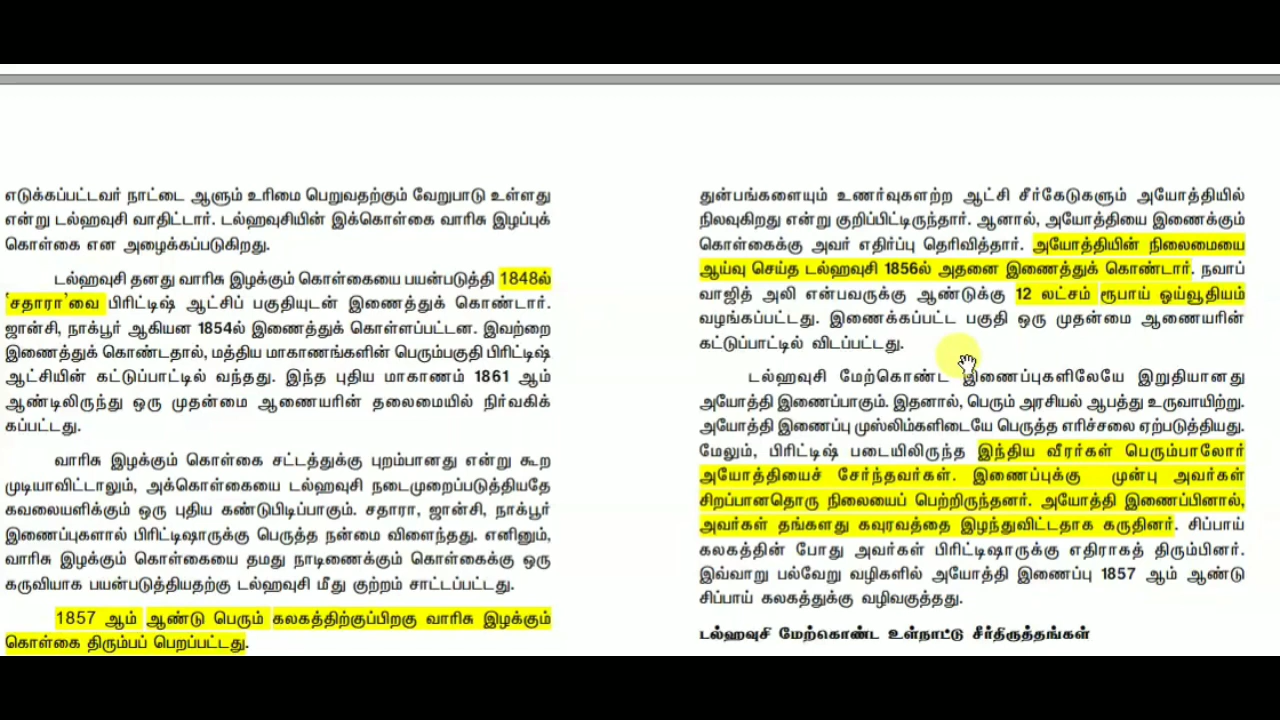 எடுக்கப்பட்டவர் நாட்டை ஆளும் உரிமை பெறுவதற்கும் வேறுபாடு உள்ளது
என்று டல்ஹவுசி வாதிட்டார். டல்ஹவுசியின் இக்கொள்கை வாரிசு இழப்புக்
கொள்கை என அழைக்கப்படுகிறது.
டல்ஹவுசி தனது வாரிசு இழக்கும் கொள்கையை பயன்படுத்தி 1848ல்
'சதாரா'வை பிரிட்டிஷ் ஆட்சிப் பகுதியுடன் இணைத்துக் கொண்டார்.
ஜான்சி, நாக்பூர் ஆகியன 1854ல் இணைத்துக் கொள்ளப்பட்டன. இவற்றை
இணைத்துக் கொண்டதால், மத்திய மாகாணங்களின் பெரும்பகுதி பிரிட்டிஷ்
ஆட்சியின் கட்டுப்பாட்டில் வந்தது. இந்த புதிய மாகாணம் 1861 ஆம்
ஆண்டிலிருந்து ஒரு முதன்மை ஆணையரின் தலைமையில் நிர்வகிக்
கப்பட்டது.
வாரிசு இழக்கும் கொள்கை சட்டத்துக்கு புறம்பானது என்று கூற
முடியாவிட்டாலும், அக்கொள்கையை டல்ஹவுசி நடைமுறைப்படுத்தியதே
கவலையளிக்கும் ஒரு புதிய கண்டுபிடிப்பாகும். சதாரா, ஜான்சி, நாக்பூர்
இணைப்புகளால் பிரிட்டிஷாருக்கு பெருத்த நன்மை விளைந்தது. எனினும்,
வாரிசு இழக்கும் கொள்கையை தமது நாடிணைக்கும் கொள்கைக்கு ஒரு
கருவியாக பயன்படுத்தியதற்கு டல்ஹவுசி மீது குற்றம் சாட்டப்பட்டது.
1857 ஆம் ஆண்டு பெரும் கலகத்திற்குப்பிறகு வாரிசு இழக்கும்
கொள்கை திரும்பப் பெறப்பட்டது.
துன்பங்களையும் உணர்வுகளற்ற ஆட்சி சீர்கேடுகளும் அயோத்தியில்
நிலவுகிறது என்று குறிப்பிட்டிருந்தார். ஆனால், அயோத்தியை இணைக்கும்
கொள்கைக்கு அவர் எதிர்ப்பு தெரிவித்தார். அயோத்தியின் நிலைமையை
ஆய்வு செய்த டல்ஹவுசி 1856ல் அதனை இணைத்துக் கொண்டார். நவாப்
வாஜித் அலி என்பவருக்கு ஆண்டுக்கு 12 லட்சம் ரூபாய் ஓய்வூதியம்
வழங்கப்பட்டது. இணைக்கப்பட்ட பகுதி ஒரு முதன்மை ஆணையரின்
கட்டுப்பாட்டில் விடப்பட்டது.
டல்ஹவுசி மேற்கொண்ட இணைப்புகளிலேயே இறுதியானது
அயோத்தி இணைப்பாகும். இதனால், பெரும் அரசியல் ஆபத்து உருவாயிற்று.
அயோத்தி இணைப்பு முஸ்லிம்களிடையே பெருத்த எரிச்சலை ஏற்படுத்தியது.
மேலும், பிரிட்டிஷ் படையிலிருந்த இந்திய வீரர்கள் பெரும்பாலோர்
அயோத்தியைச் சேர்ந்தவர்கள். இணைப்புக்கு முன்பு அவர்கள்
சிறப்பானதொரு நிலையைப் பெற்றிருந்தனர். அயோத்தி இணைப்பினால்,
அவர்கள் தங்களது கவுரவத்தை இழந்துவிட்டதாக கருதினர். சிப்பாய்
கலகத்தின் போது அவர்கள் பிரிட்டிஷாருக்கு எதிராகத் திரும்பினர்.
இவ்வாறு பல்வேறு வழிகளில் அயோத்தி இணைப்பு 1857 ஆம் ஆண்டு
சிப்பாய் கலகத்துக்கு வழிவகுத்தது.
டல்ஹவுசி மேற்கொண்ட உள்நாட்டு சீர்திருத்தங்கள்